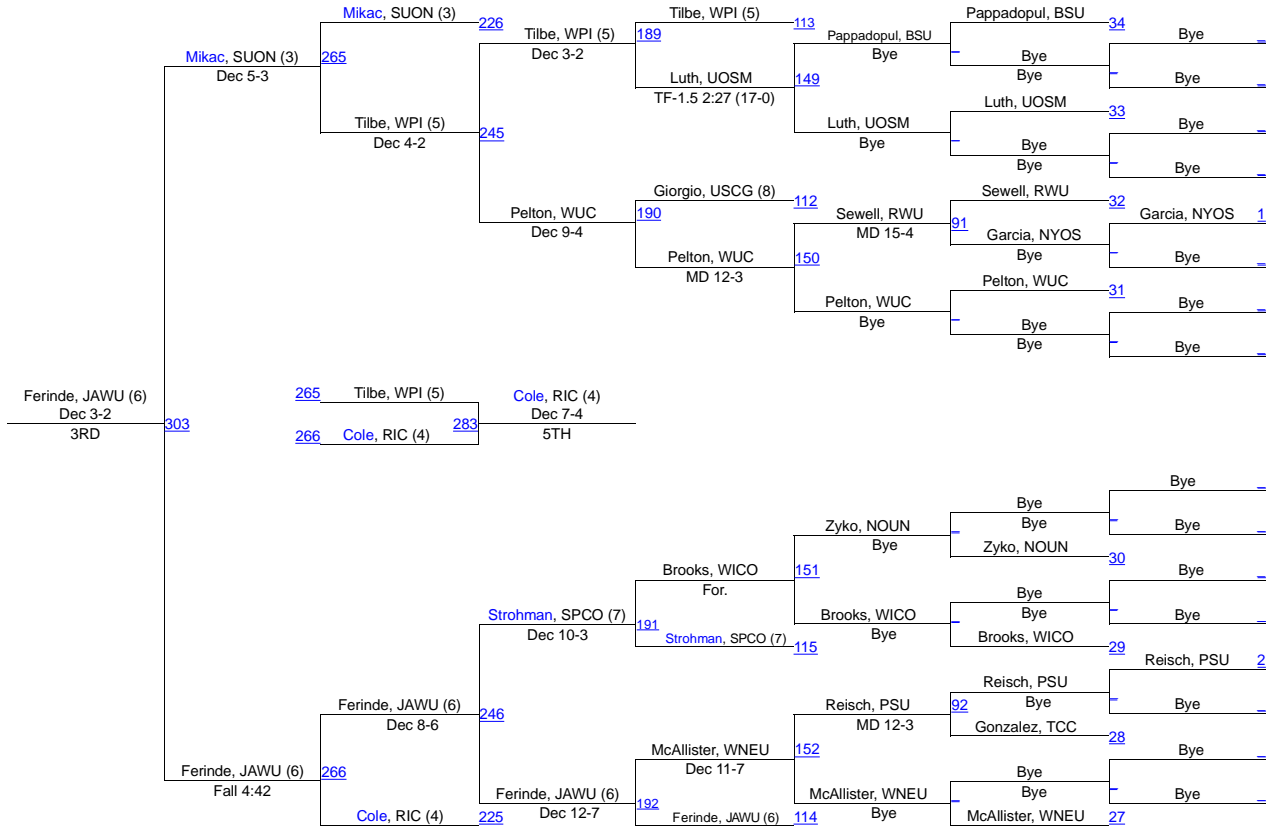 Mikac, SUON (3)
226
Tilbe, WPI (5)
113
Pappadopul, BSU
34
Mikac, SUON (3)
Dec 5-3
265
Tilbe, WPI (5)
Dec 3-2
189
Pappadopul, BSU
Bye
Bye
Bye
Bye
Bye
Luth, UOSM
TF-1.5 2:27 (17-0)
149
Luth, UOSM
33
Tilbe, WPI (5)
Dec 4-2
245
Luth, UOSM
Bye
Bye
Bye
Bye
Bye
Giorgio, USCG (8)
112
Sewell, RWU
32
Pelton, WUC
Dec 9-4
190
Sewell, RWU
MD 15-4
91
Garcia, NYOS
Bye
Garcia, NYOS
1
Bye
Pelton, WUC
MD 12-3
150
Pelton, WUC
31
Pelton, WUC
Bye
Bye
Bye
Bye
Bye
Ferinde, JAWU (6)
Dec 3-2
3RD
303
265
Tilbe, WPI (5)
266
Cole, RIC (4)
283
Cole, RIC (4)
Dec 7-4
5TH
Bye
Bye
Bye
Bye
Zyko, NOUN
Bye
Zyko, NOUN
30
Brooks, WICO
For.
151
Bye
Bye
Bye
Bye
Strohman, SPCO (7)
Dec 10-3
191
Brooks, WICO
Bye
Brooks, WICO
29
Strohman, SPCO (7)
115
Reisch, PSU
2
Reisch, PSU
Bye
Bye
Ferinde, JAWU (6)
Dec 8-6
246
Reisch, PSU
MD 12-3
92
Gonzalez, TCC
28
McAllister, WNEU
Dec 11-7
152
Bye
Bye
Bye
Bye
Ferinde, JAWU (6)
Fall 4:42
266
Ferinde, JAWU (6)
Dec 12-7
192
McAllister, WNEU
Bye
McAllister, WNEU
27
Cole, RIC (4)
225
Ferinde, JAWU (6)
114